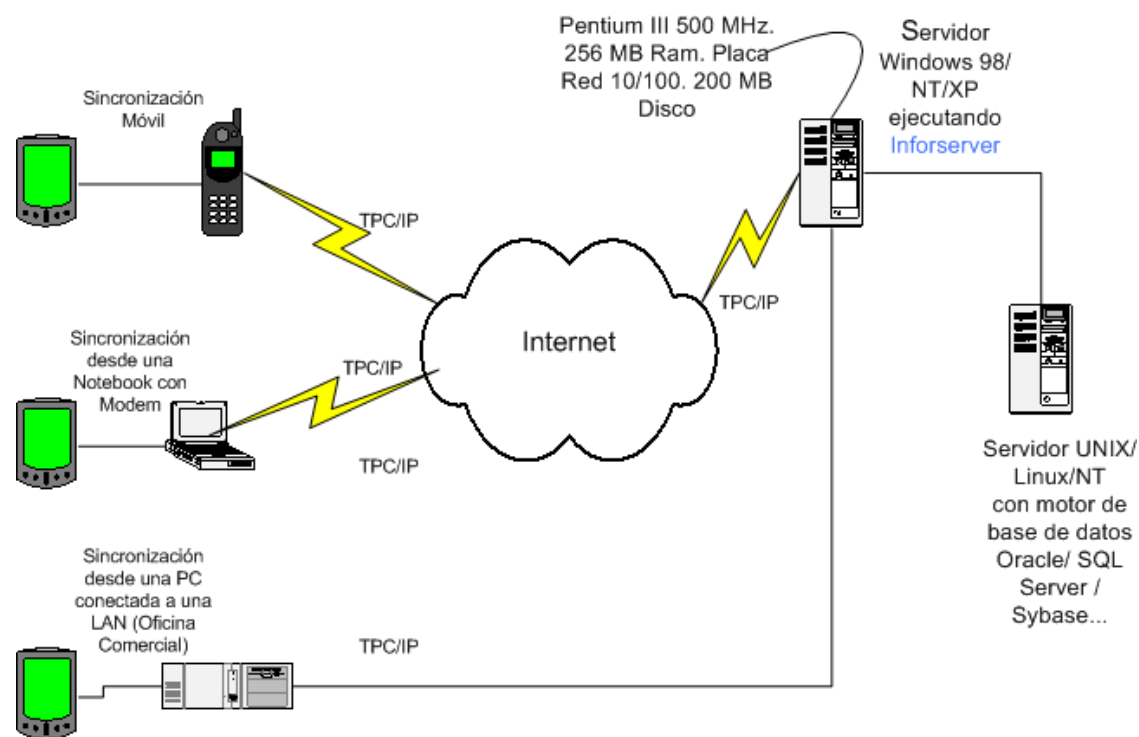 Pentium III 500 MHz.
256 MB Ram. Placa
Red 10/100. 200 MB
Disco
Servidor
Windows 98/
NT/XP
ejecutando
Inforserver
Sincronización
Móvil
TPC/IP
TPC/IP
Internet
Sincronización
desde una
Notebook con
Modem
TPC/IP
TPC/IP
Servidor UNIX/
Linux/NT
con motor de
base de datos
Oracle/ SQL
Server /
Sybase...
Sincronización
desde una PC
conectada a una
LAN (Oficina
Comercial)
TPC/IP